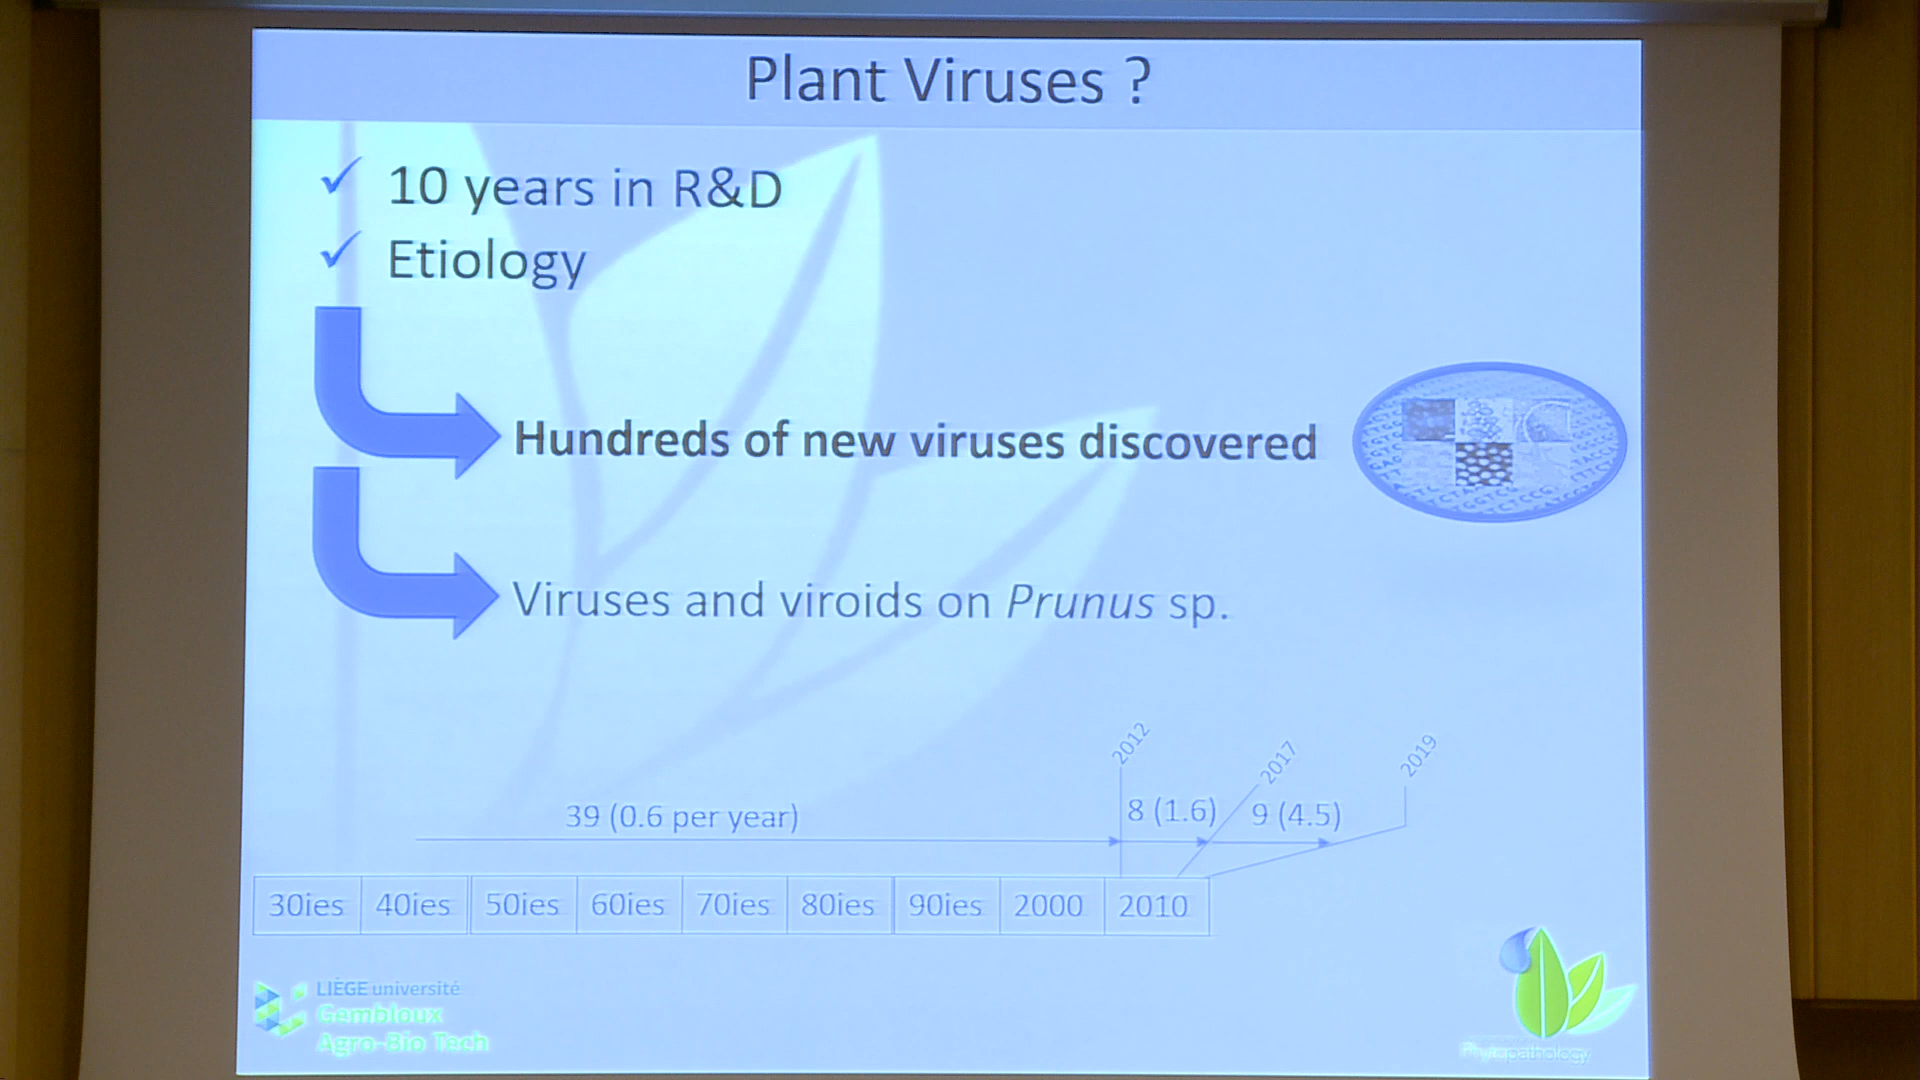 Plant Viruses ?
✓ 10 years in R&D
✓ Etiology
Hundreds of new viruses discovered
Viruses and viroids on Prunus sp.
2012
2017
2019
39 (0.6 per year)
8 (1.6)
9 (4.5)
30ies 40ies 50ies 60ies 70ies 80ies 90ies 2000 2010
LIÈGE université
Gembloux
Agro-Bio Tech
Phytopathology